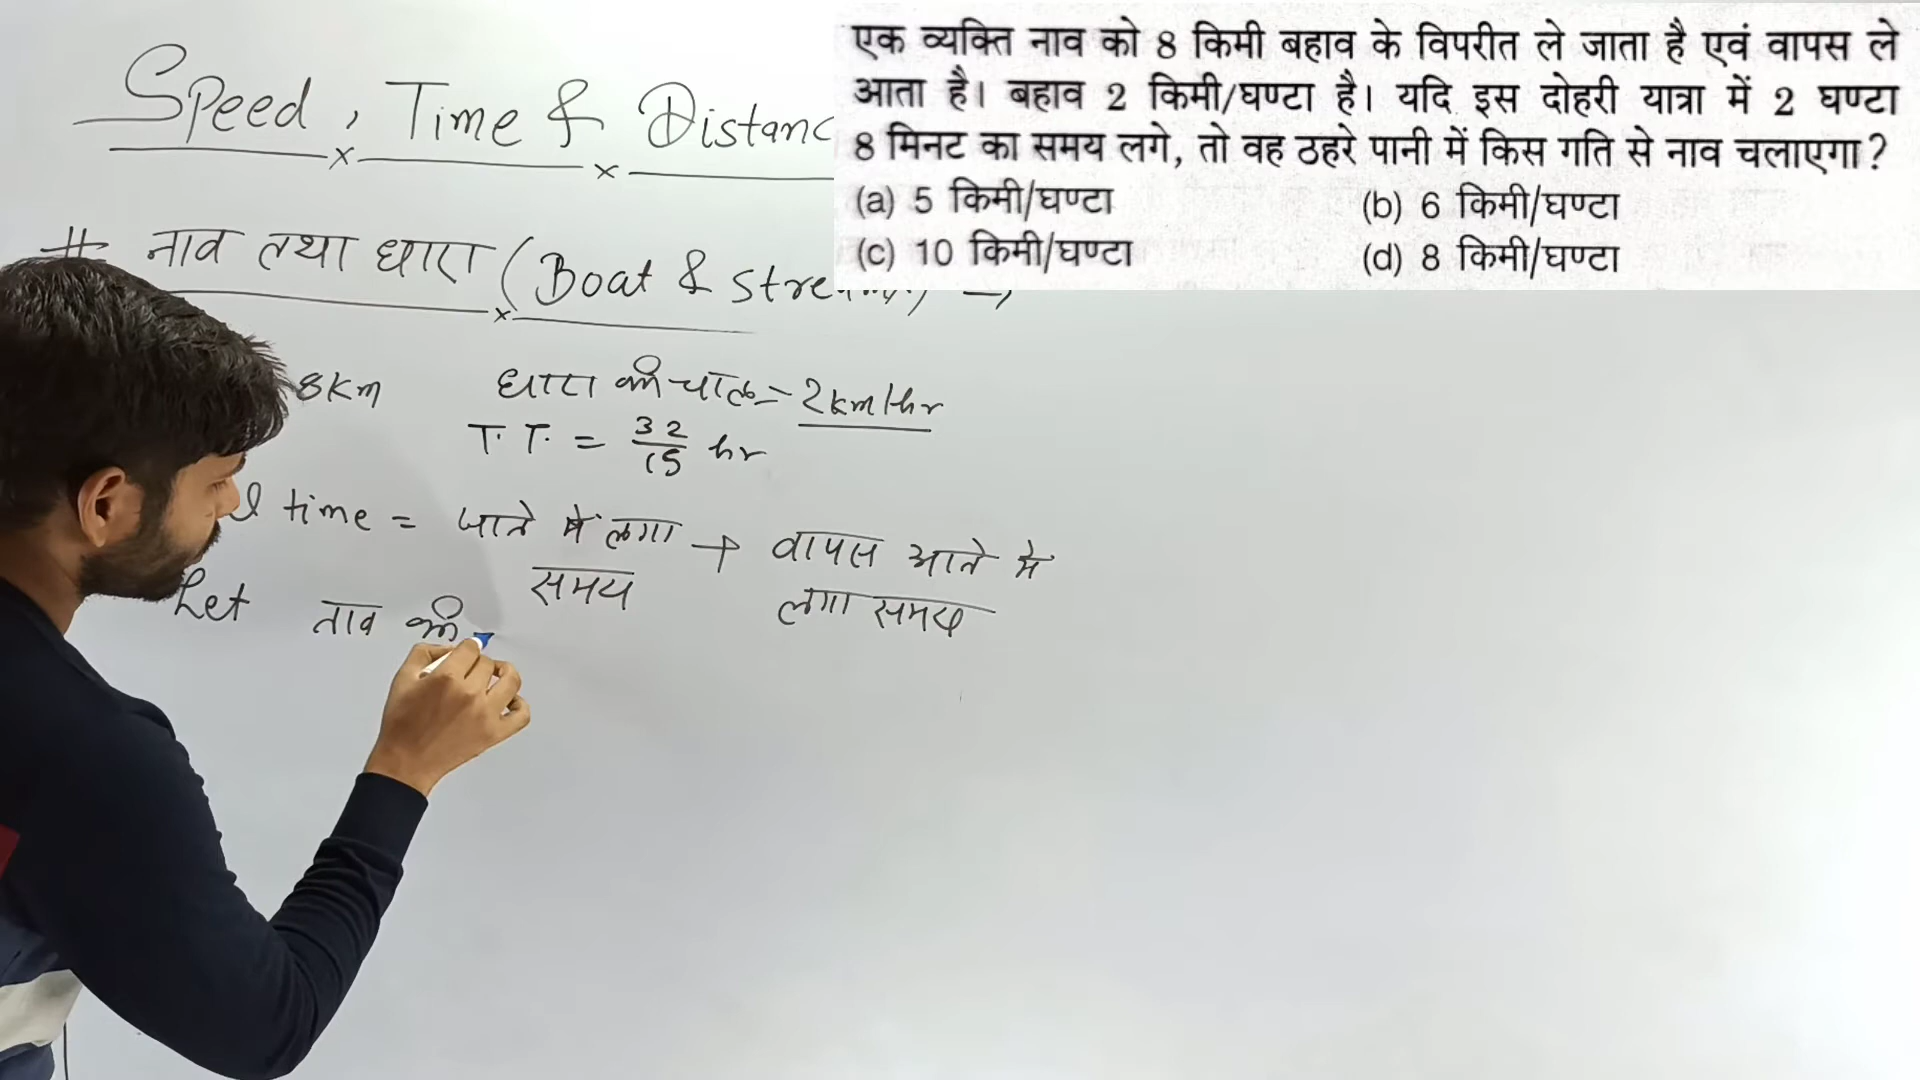 Speed, Time & Distanc
एक व्यक्ति नाव को 8 किमी बहाव के विपरीत ले जाता है एवं वापस ले
आता है। बहाव 2 किमी/घण्टा है। यदि इस दोहरी यात्रा में 2 घण्टा
8 मिनट का समय लगे, तो वह ठहरे पानी में किस गति से नाव चलाएगा?
(a) 5 किमी/घण्टा (b) 6 किमी/घण्टा
(c) 10 किमी/घण्टा (d) 8 किमी/घण्टा
# नाव तथा धारा (Boat & stream) →
8km धारा की चाल = 2km/hr
T.T. = 32/15 hr
l time = जाने में लगा समय + वापस आने में लगा समय
Let नाव की